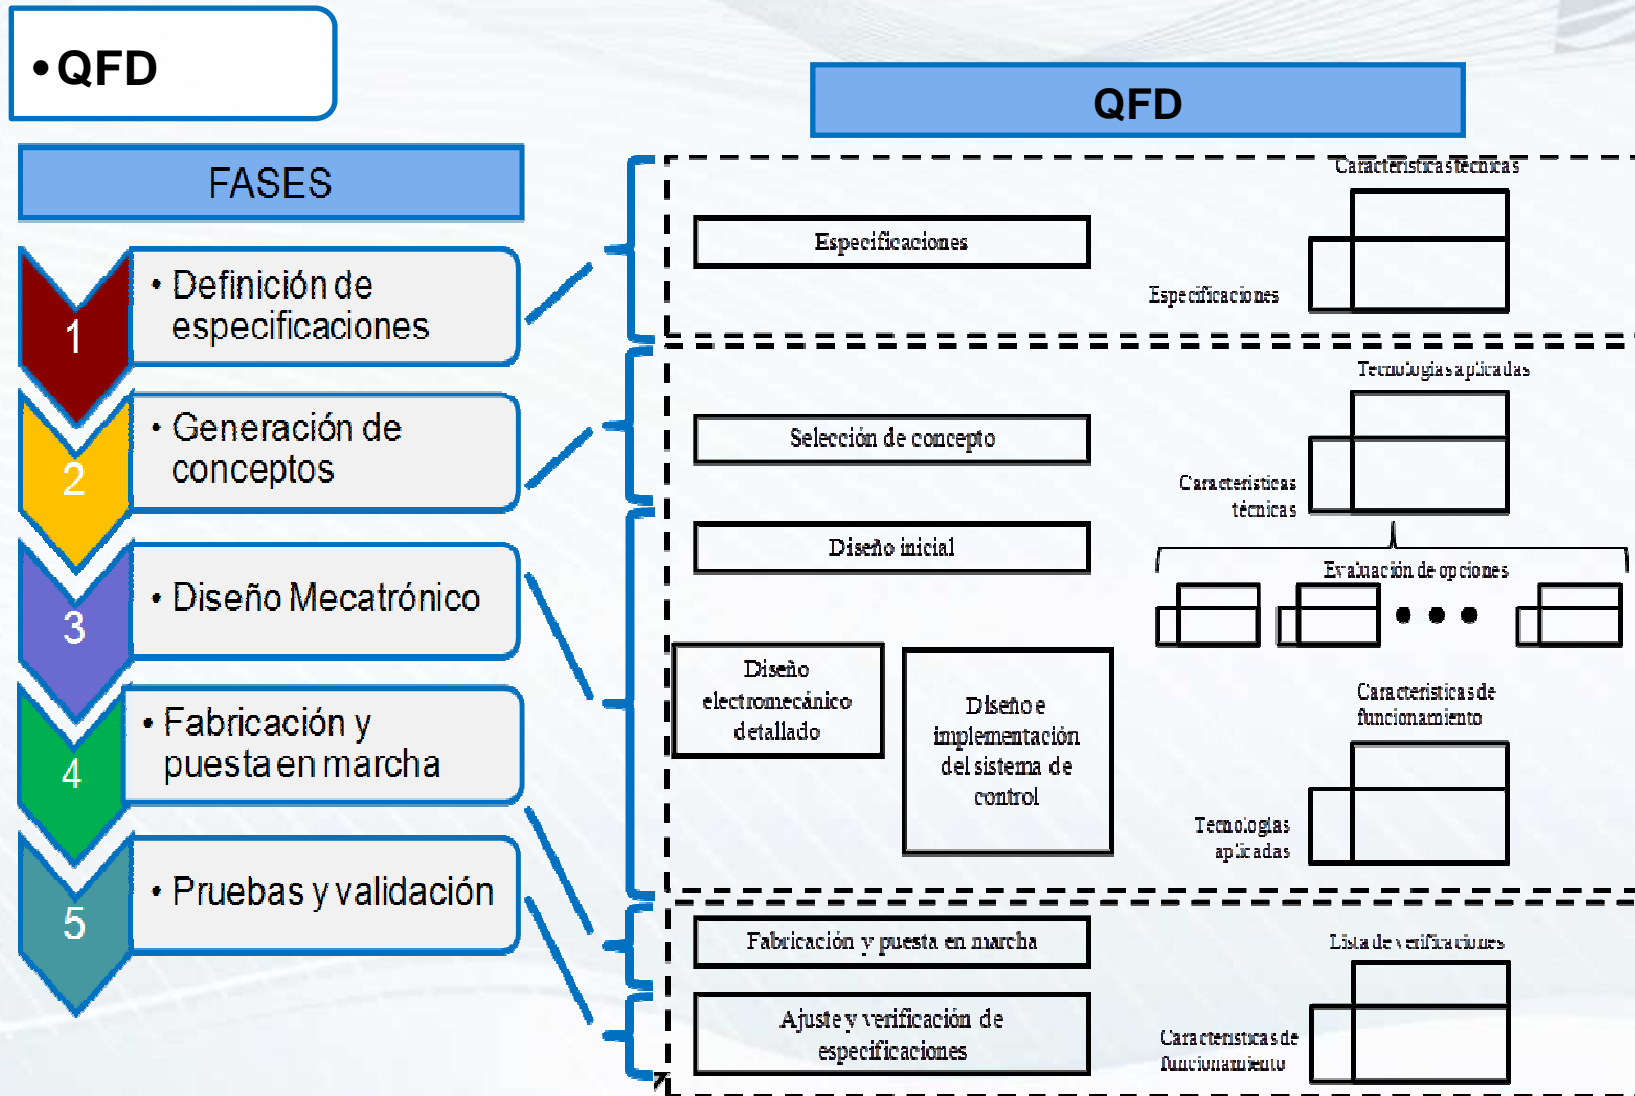 • QFD
FASES
1
• Definición de
especificaciones
2
• Generación de
conceptos
3
• Diseño Mecatrónico
4
• Fabricación y
puesta en marcha
5
• Pruebas y validación
QFD
Especificaciones
Características técnicas
Especificaciones
Selección de concepto
Tecnologías aplicadas
Características
técnicas
Diseño inicial
Evaluación de opciones
Diseño
electromecánico
detallado
Diseño e
implementación
del sistema de
control
Características de
funcionamiento
Tecnologías
aplicadas
Fabricación y puesta en marcha
Lista de verificaciones
Ajuste y verificación de
especificaciones
Características de
funcionamiento